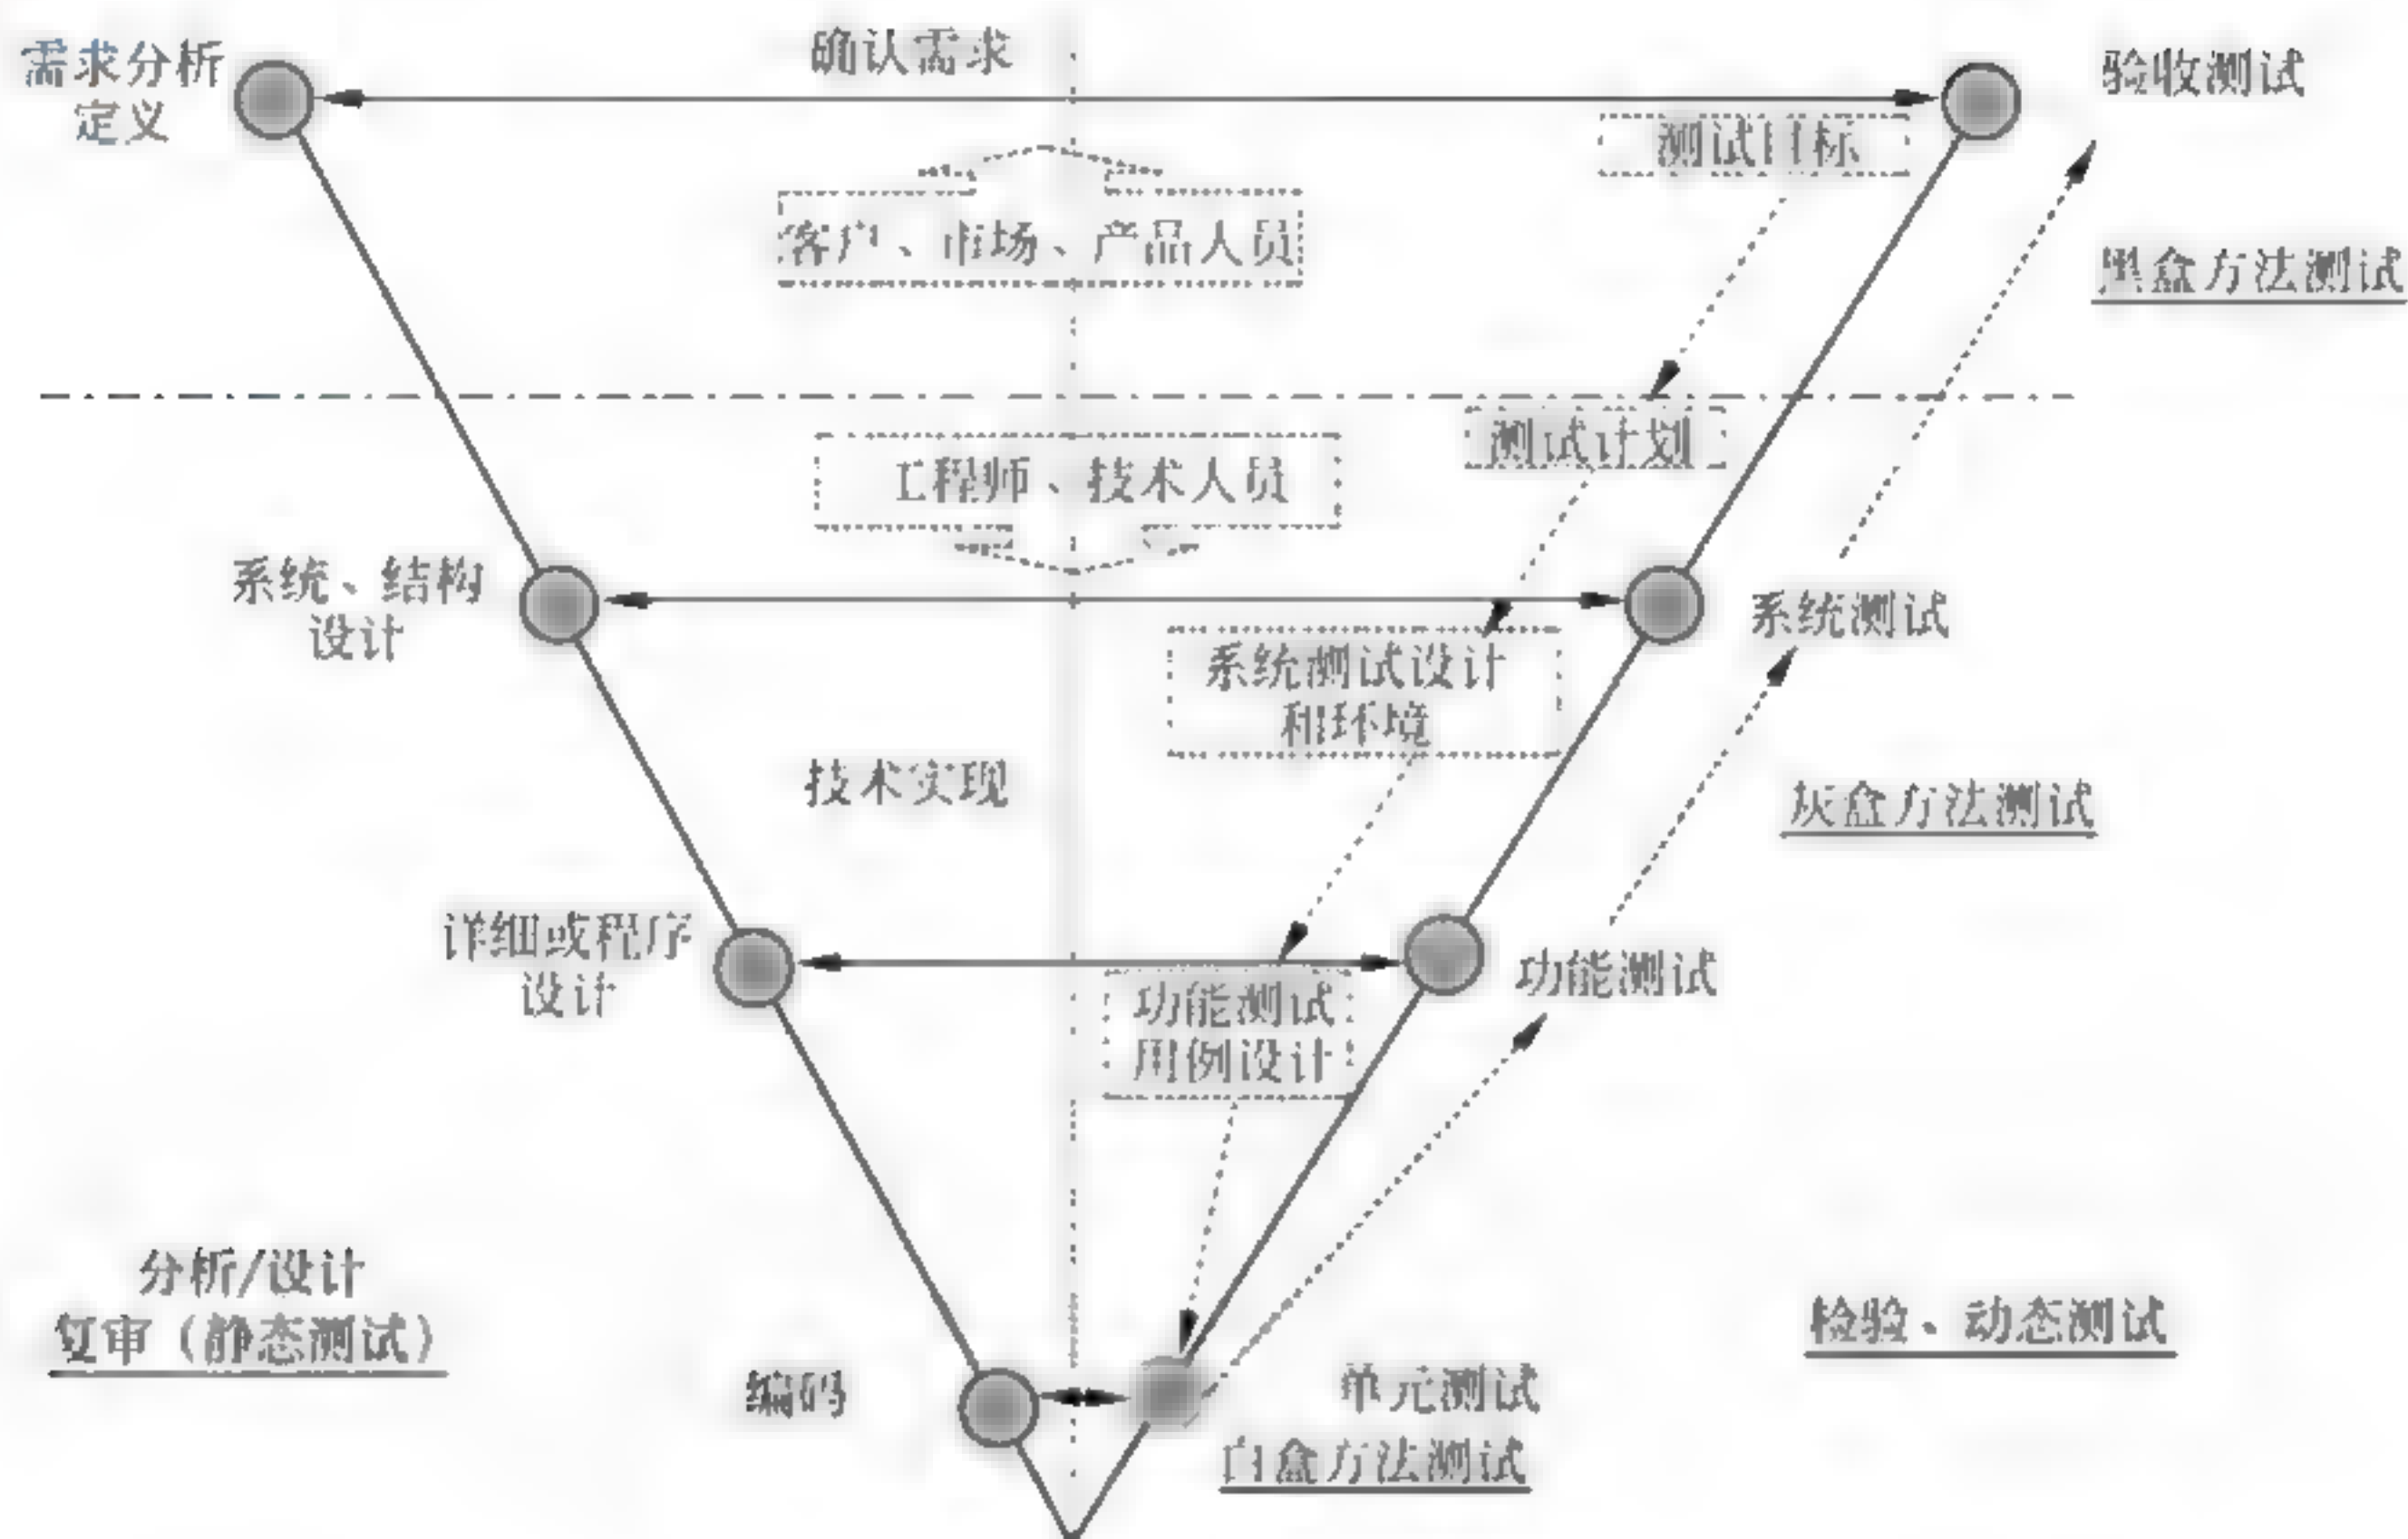 需求分析
定义
确认需求
验收测试
测试目标
客户、市场、产品人员
黑盒方法测试
测试计划
工程师、技术人员
系统、结构
设计
系统测试
系统测试设计
和环境
技术实现
灰盒方法测试
详细或程序
设计
功能测试
功能测试
用例设计
分析/设计
复审（静态测试）
检验、动态测试
编码
单元测试
白盒方法测试